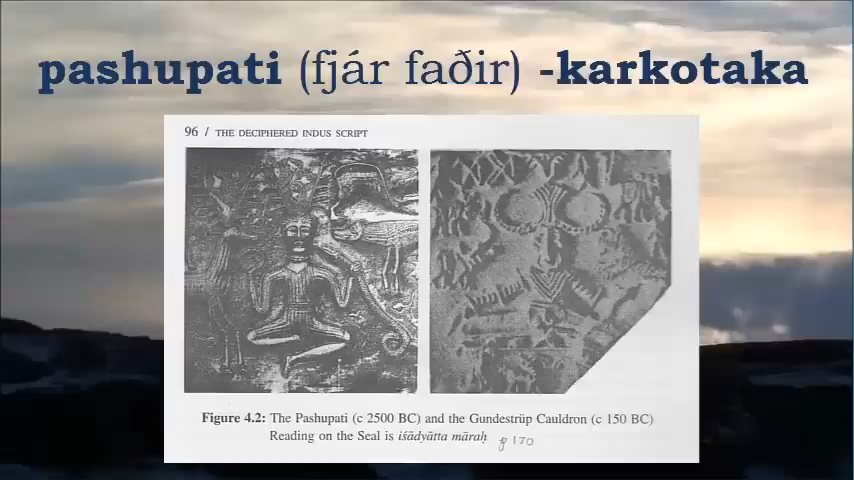 pashupati (fjár faðir) -karkotaka
96 / THE DECIPHERED INDUS SCRIPT
Figure 4.2: The Pashupati (c 2500 BC) and the Gundestrüp Cauldron (c 150 BC)
Reading on the Seal is iśādyātta māraḥ p 170